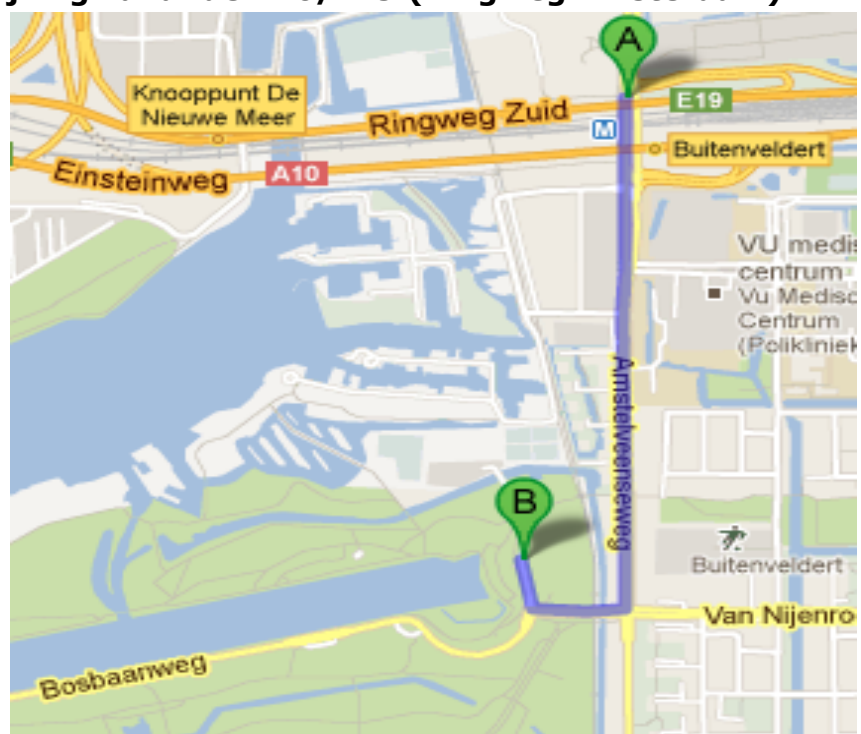 A
Knooppunt De
Nieuwe Meer
Ringweg Zuid
E19
M
Buitenveldert
Einsteinweg
A10
VU medis
centrum
Vu Medisc
Centrum
(Polikliniek
Amstelveenseweg
B
Buitenveldert
Van Nijenro
Bosbaanweg